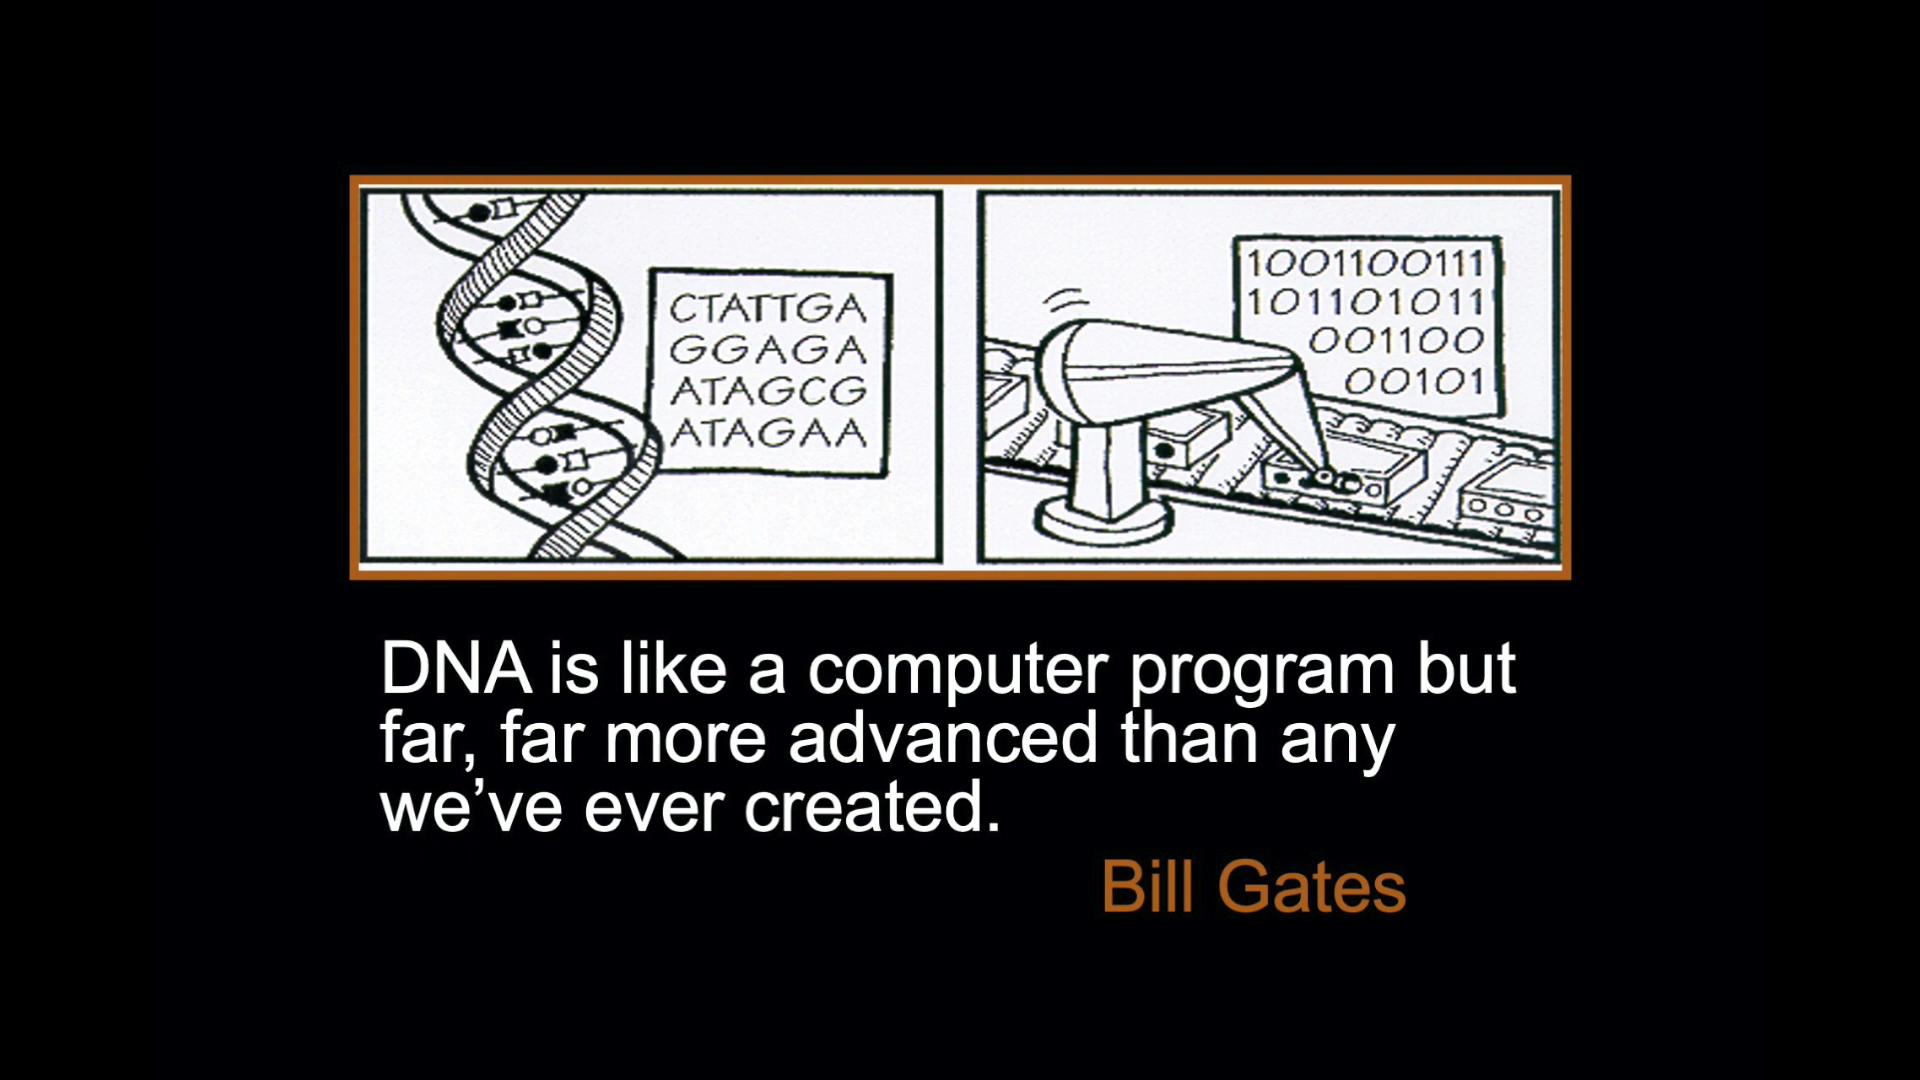 CTATTGA
GGAGA
ATAGCG
ATAGAA
1001100111
101101011
001100
00101
DNA is like a computer program but
far, far more advanced than any
we’ve ever created.
Bill Gates